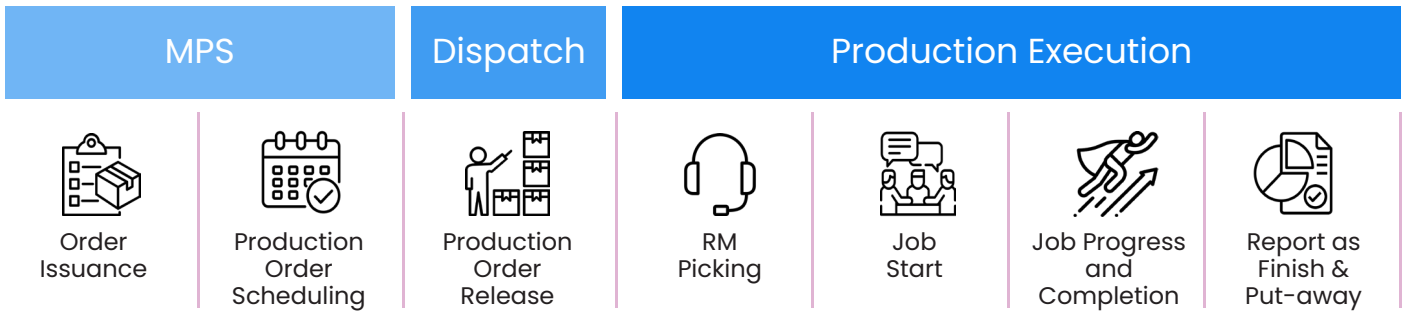 MPS
Dispatch
Production Execution
Order
Issuance
Production
Order
Scheduling
Production
Order
Release
RM
Picking
Job
Start
Job Progress
and
Completion
Report as
Finish &
Put-away